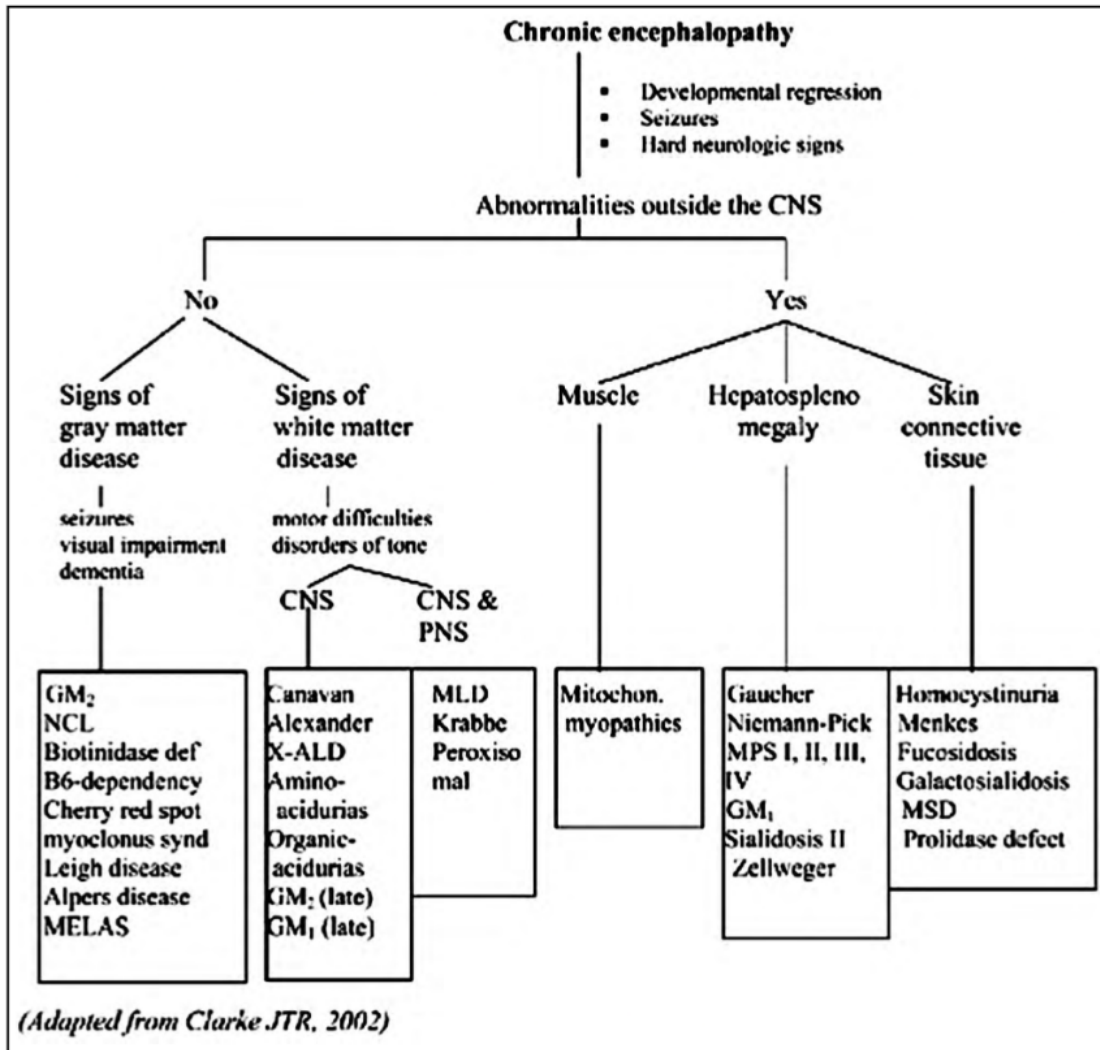 Chronic encephalopathy
▪ Developmental regression
▪ Seizures
▪ Hard neurologic signs
Abnormalities outside the CNS
No
Yes
Signs of
gray matter
disease
Signs of
white matter
disease
Muscle
Hepatospleno
megaly
Skin
connective
tissue
seizures
visual impairment
dementia
motor difficulties
disorders of tone
CNS
CNS &
PNS
GM₂
NCL
Biotinidase def
B6-dependency
Cherry red spot
myoclonus synd
Leigh disease
Alpers disease
MELAS
Canavan
Alexander
X-ALD
Amino-
acidurias
Organic-
acidurias
GM₂ (late)
GM₁ (late)
MLD
Krabbe
Peroxiso
mal
Mitochon.
myopathies
Gaucher
Niemann-Pick
MPS I, II, III,
IV
GM₁
Sialidosis II
Zellweger
Homocystinuria
Menkes
Fucosidosis
Galactosialidosis
MSD
Prolidase defect
(Adapted from Clarke JTR, 2002)